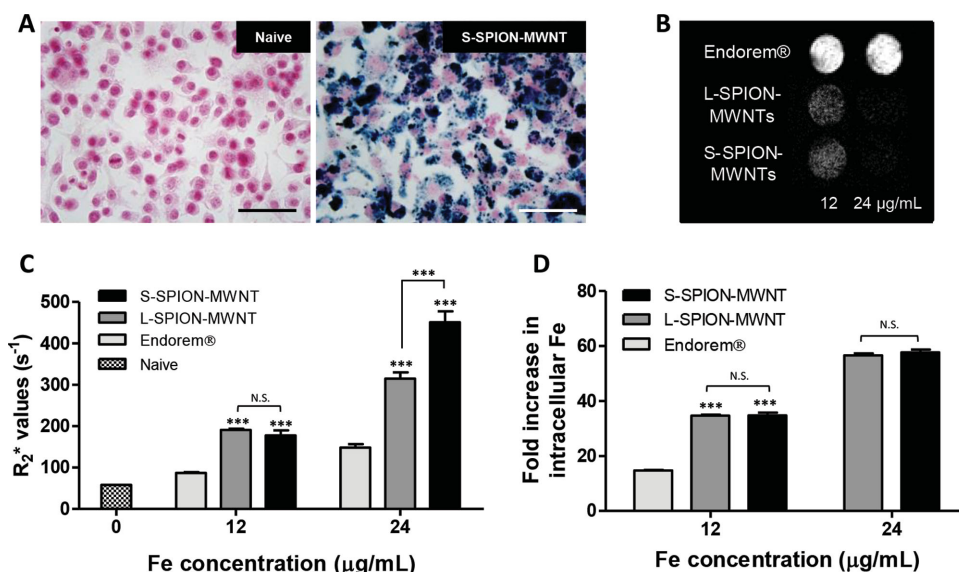 A
Naive
S-SPION-MWNT
B
Endorem®
L-SPION-
MWNTs
S-SPION-
MWNTs
12 24 µg/mL
C
S-SPION-MWNT
L-SPION-MWNT
Endorem®
Naive
R2* values (s-1)
500
400
300
200
100
0
N.S.
*** ***
***
***
***
0 12 24
Fe concentration (µg/mL)
D
S-SPION-MWNT
L-SPION-MWNT
Endorem®
Fold increase in
intracellular Fe
80
60
40
20
0
N.S.
*** ***
N.S.
12 24
Fe concentration (µg/mL)